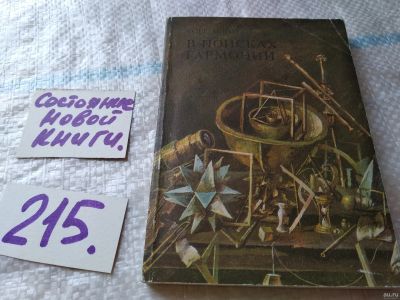 Состояние
новой
книги.
215.
В ПОИСКАХ
ГАРМОНИИ
au.ru